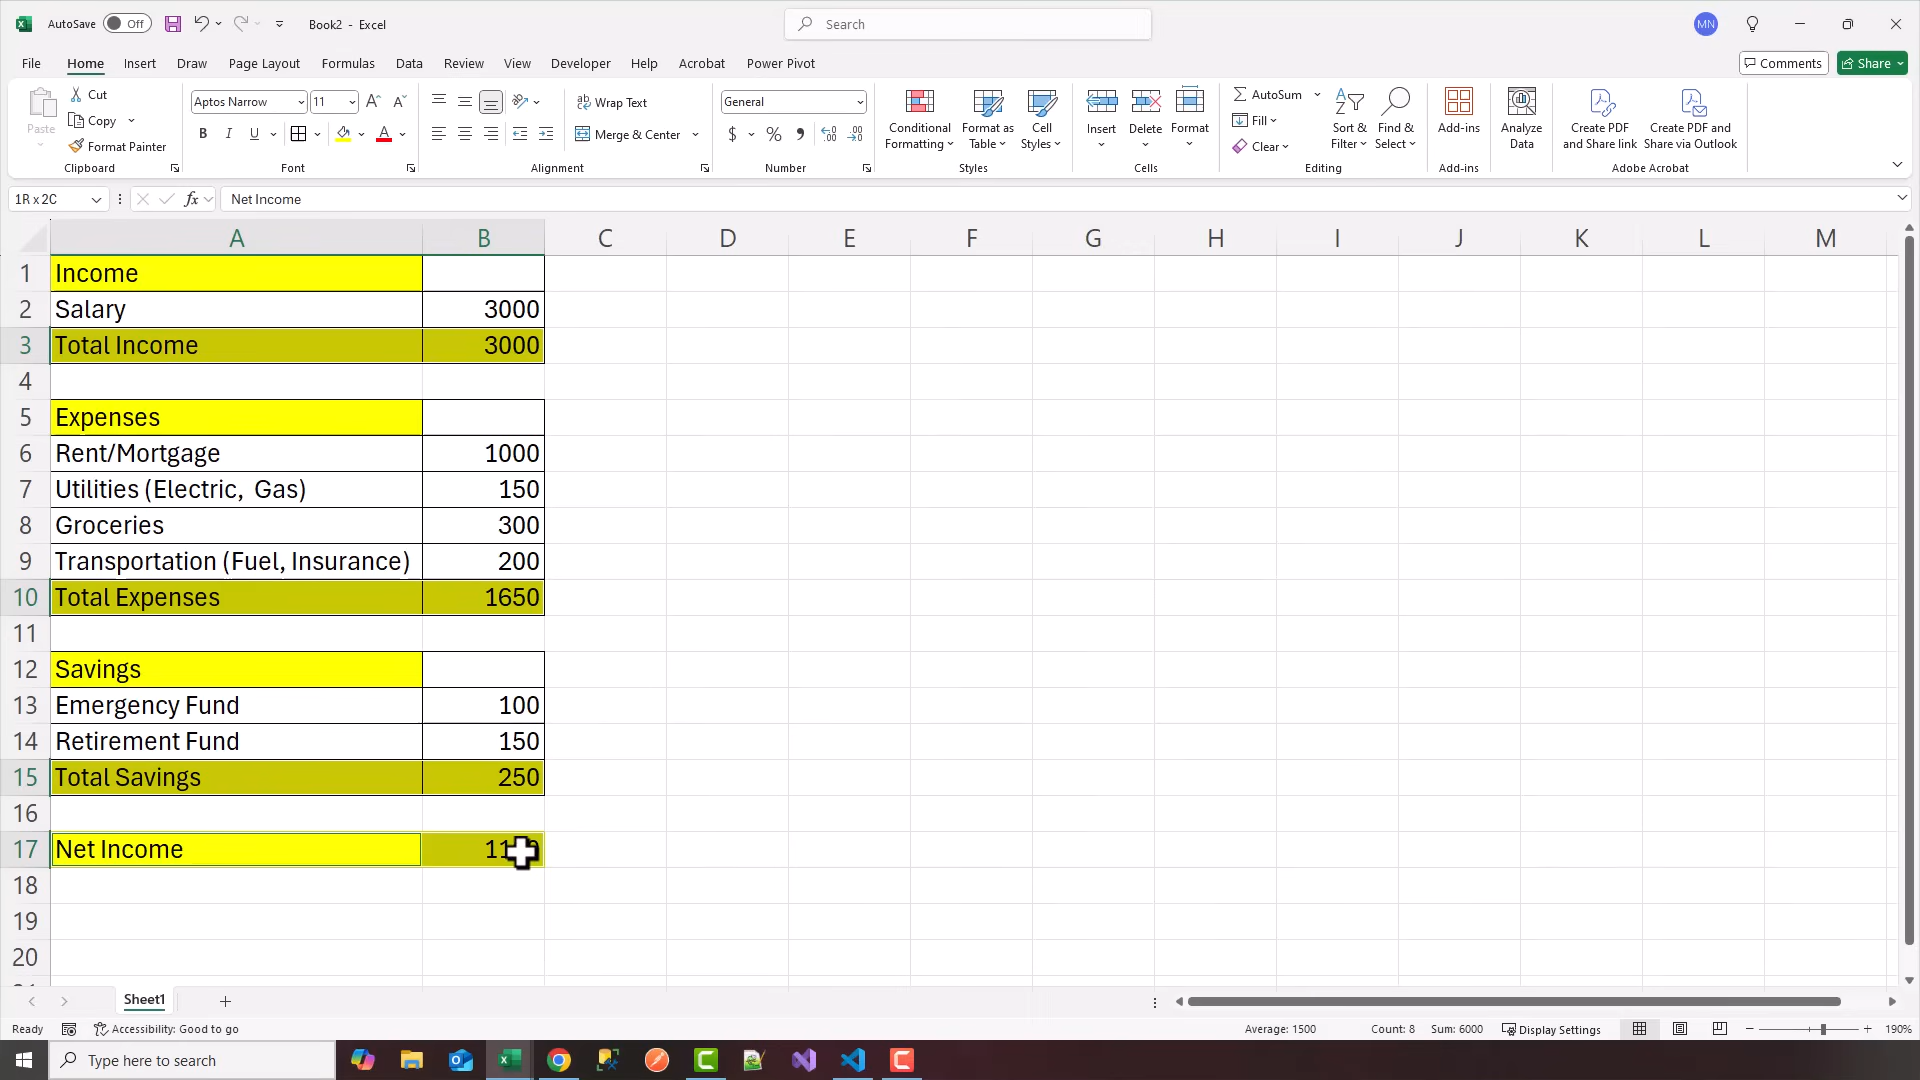 AutoSave Off Book2 - Excel Search MN
File Home Insert Draw Page Layout Formulas Data Review View Developer Help Acrobat Power Pivot Comments Share
Paste Cut Copy Format Painter Clipboard
Aptos Narrow 11 B I U A Font
ab Wrap Text Merge & Center Alignment
General $ % , Number
Conditional Formatting Format as Table Cell Styles Styles
Insert Delete Format Cells
AutoSum Fill Clear Sort & Filter Find & Select Editing
Add-ins Add-ins
Analyze Data
Create PDF and Share link Create PDF and Share via Outlook Adobe Acrobat
1R x 2C fx Net Income
A B C D E F G H I J K L M
1 Income
2 Salary 3000
3 Total Income 3000
4
5 Expenses
6 Rent/Mortgage 1000
7 Utilities (Electric, Gas) 150
8 Groceries 300
9 Transportation (Fuel, Insurance) 200
10 Total Expenses 1650
11
12 Savings
13 Emergency Fund 100
14 Retirement Fund 150
15 Total Savings 250
16
17 Net Income
18
19
20
Sheet1
Ready Accessibility: Good to go Average: 1500 Count: 8 Sum: 6000 Display Settings 190%
Type here to search